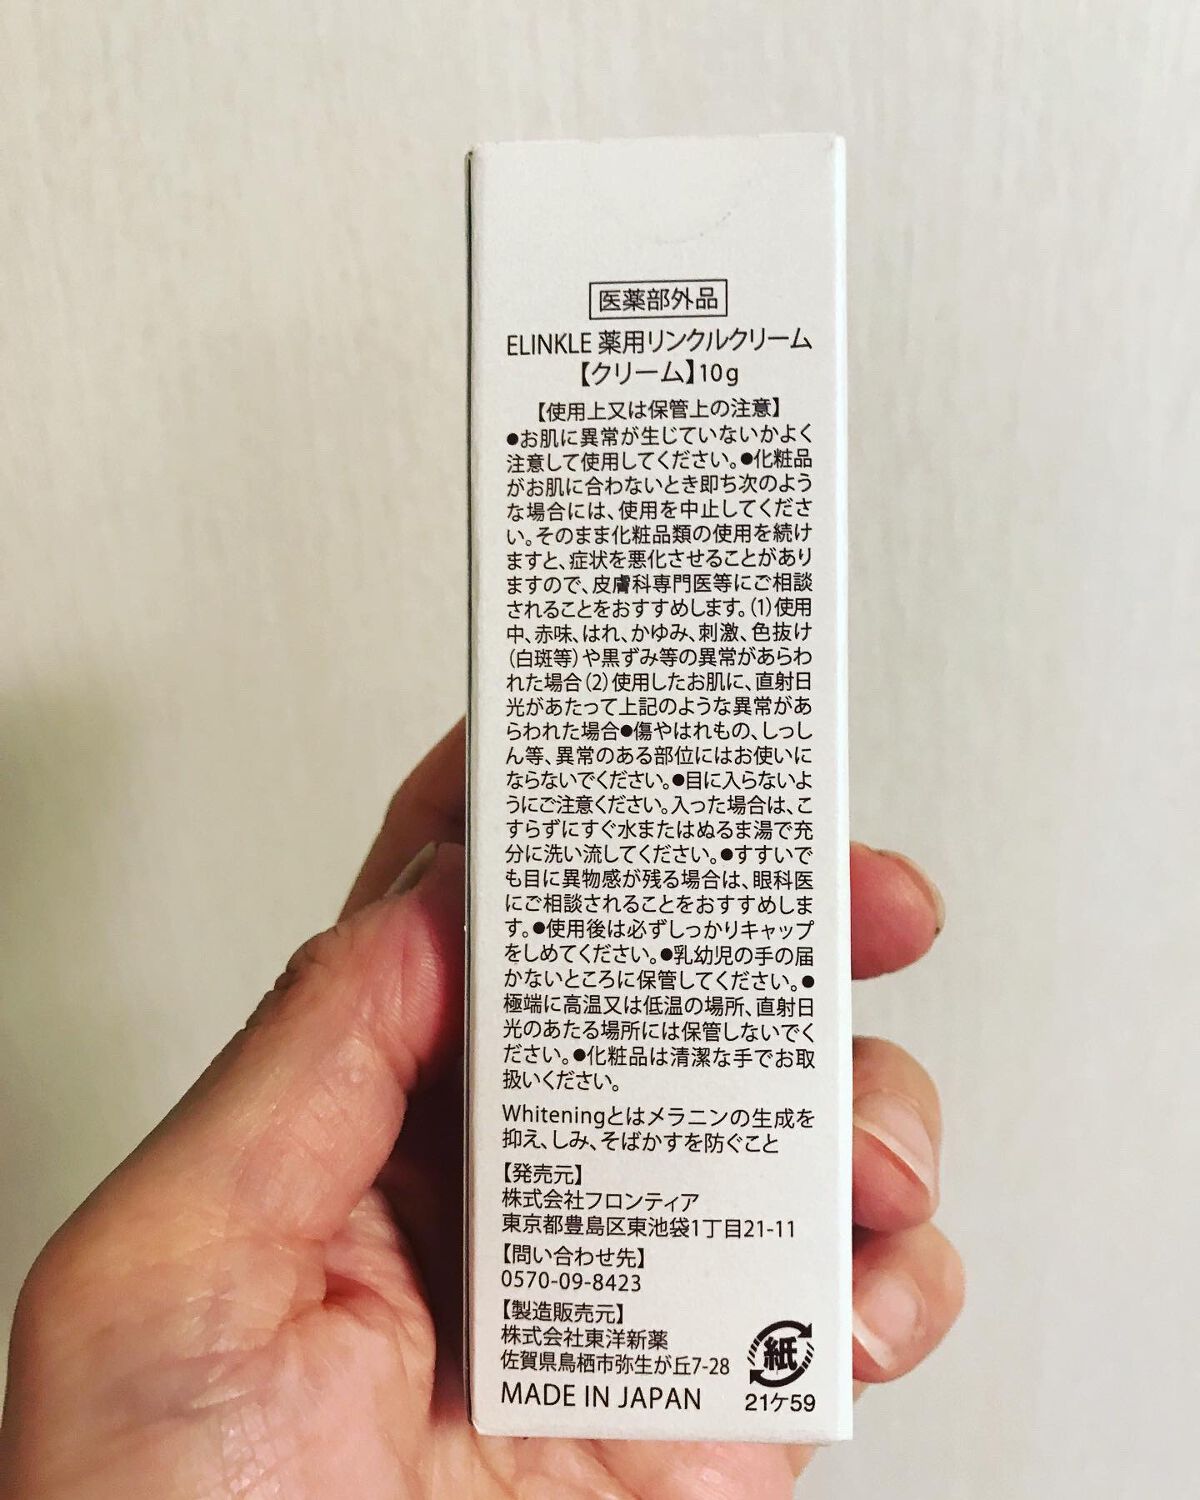 医薬部外品
ELINKLE 薬用リンクルクリーム
【クリーム】10g
【使用上又は保管上の注意】
●お肌に異常が生じていないかよく
注意して使用してください。●化粧品
がお肌に合わないとき即ち次のよう
な場合には、使用を中止してくださ
い。そのまま化粧品類の使用を続け
ますと、症状を悪化させることがあり
ますので、皮膚科専門医等にご相談
されることをおすすめします。(1)使用
中、赤味、はれ、かゆみ、刺激、色抜け
(白斑等)や黒ずみ等の異常があらわ
れた場合(2)使用したお肌に、直射日
光があたって上記のような異常があ
らわれた場合●傷やはれもの、しっし
ん等、異常のある部位にはお使いに
ならないでください。●目に入らないよ
うにご注意ください。入った場合は、こ
すらずにすぐ水またはぬるま湯で充
分に洗い流してください。●すすいで
も目に異物感が残る場合は、眼科医
にご相談されることをおすすめしま
す。●使用後は必ずしっかりキャップ
をしめてください。●乳幼児の手の届
かないところに保管してください。●
極端に高温又は低温の場所、直射日
光のあたる場所には保管しないでく
ださい。●化粧品は清潔な手でお取
扱いください。
Whiteningとはメラニンの生成を
抑え、しみ、そばかすを防ぐこと
【発売元】
株式会社フロンティア
東京都豊島区東池袋1丁目21-11
【問い合わせ先】
0570-09-8423
【製造販売元】
株式会社東洋新薬
佐賀県鳥栖市弥生が丘7-28
MADE IN JAPAN
紙
21ケ59